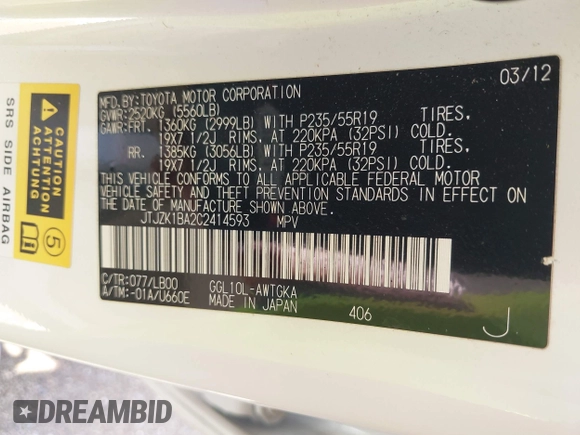 03/12
MFD. BY: TOYOTA MOTOR CORPORATION
GVWR: 2520KG (5560LB)
GAWR: FRT. 1360KG (2999LB) WITH P235/55R19 TIRES,
19X7 1/2J RIMS, AT 220KPA (32PSI) COLD.
RR. 1385KG (3056LB) WITH P235/55R19 TIRES,
19X7 1/2J RIMS, AT 220KPA (32PSI) COLD.
THIS VEHICLE CONFORMS TO ALL APPLICABLE FEDERAL MOTOR
VEHICLE SAFETY AND THEFT PREVENTION STANDARDS IN EFFECT ON
THE DATE OF MANUFACTURE SHOWN ABOVE.
JTJZK1BA2C2414593 MPV
C/TR: 077/LB00 GGL10L-AWTGKA
A/TM: -01A/U660E MADE IN JAPAN 406 J
SRS SIDE AIRBAG
Caution / Attention
5
DREAMBID